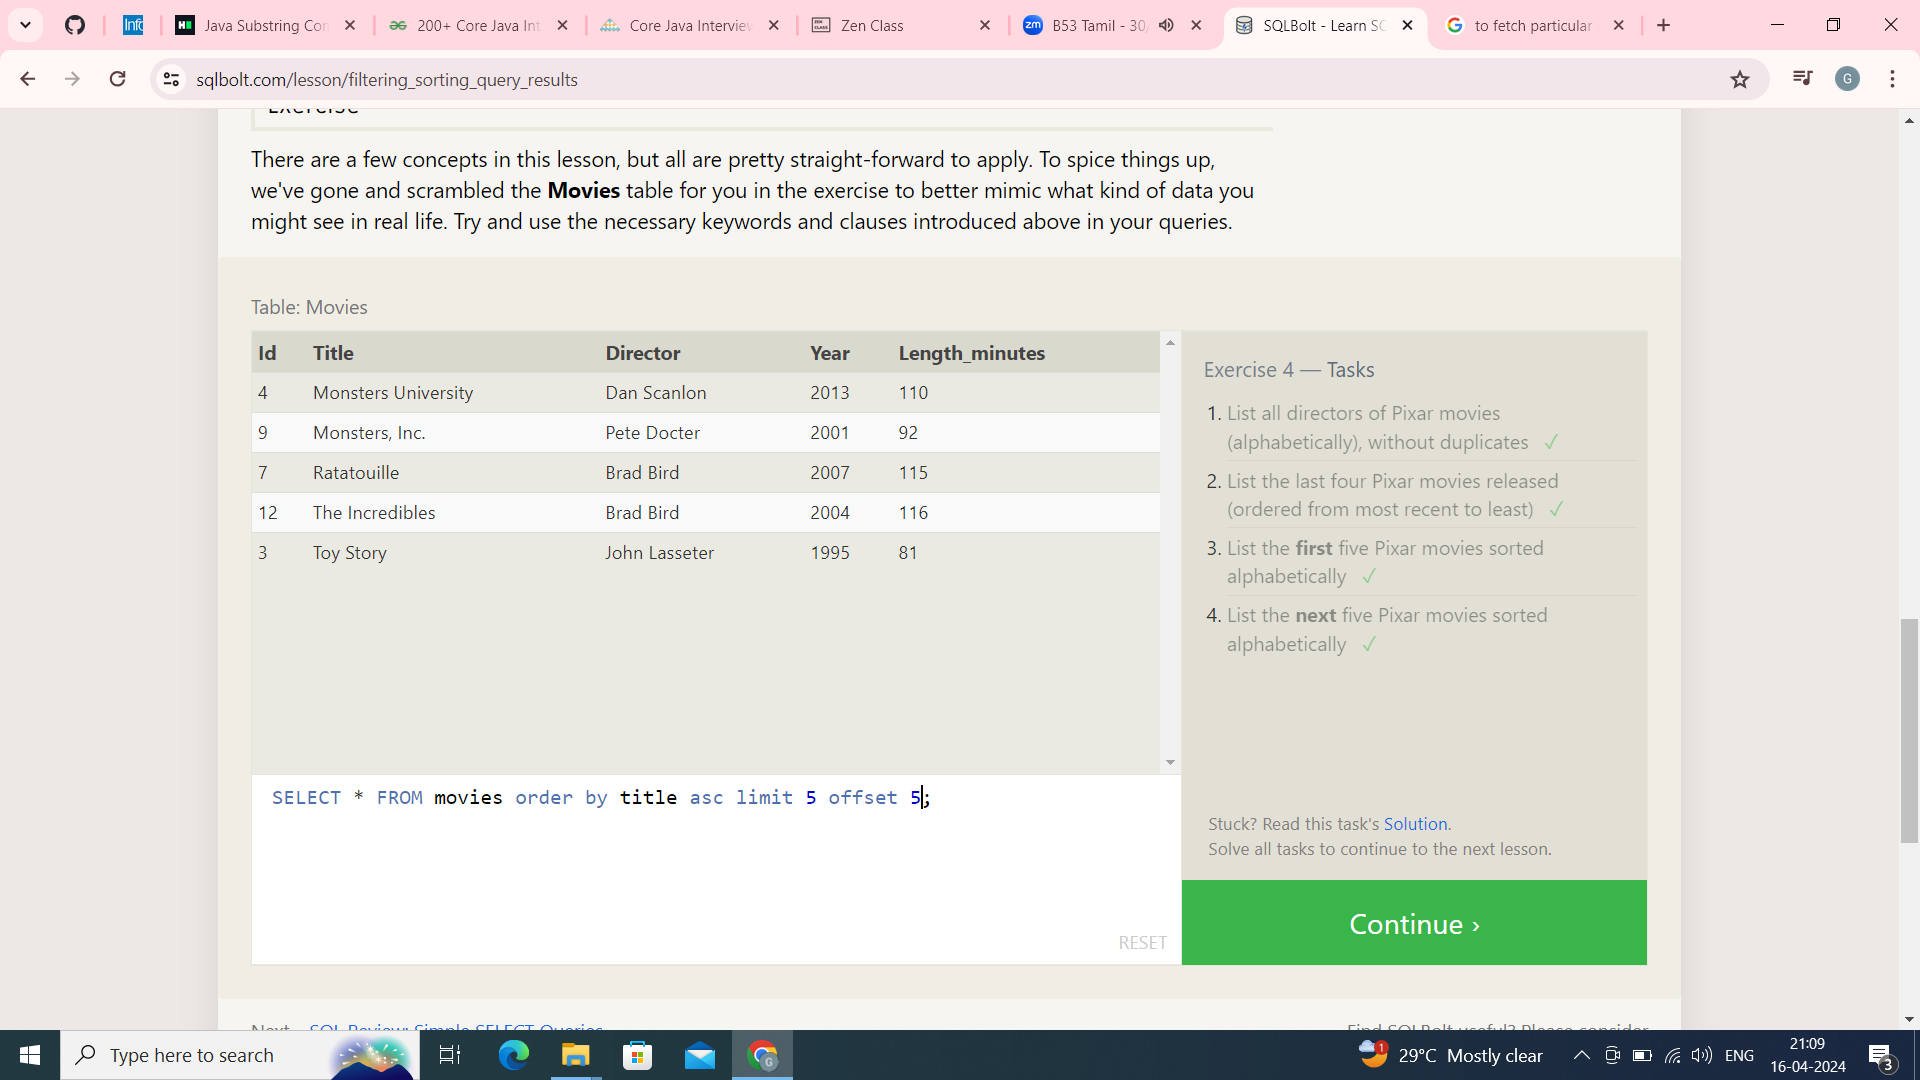 Info
Java Substring Con
200+ Core Java Int
Core Java Interview
Zen Class
B53 Tamil - 30/
SQLBolt - Learn SQ
to fetch particular
sqlbolt.com/lesson/filtering_sorting_query_results
G
Exercise
There are a few concepts in this lesson, but all are pretty straight-forward to apply. To spice things up,
we've gone and scrambled the Movies table for you in the exercise to better mimic what kind of data you
might see in real life. Try and use the necessary keywords and clauses introduced above in your queries.
Table: Movies
Id Title Director Year Length_minutes
4 Monsters University Dan Scanlon 2013 110
9 Monsters, Inc. Pete Docter 2001 92
7 Ratatouille Brad Bird 2007 115
12 The Incredibles Brad Bird 2004 116
3 Toy Story John Lasseter 1995 81
SELECT * FROM movies order by title asc limit 5 offset 5;
RESET
Exercise 4 — Tasks
1. List all directors of Pixar movies
(alphabetically), without duplicates ✓
2. List the last four Pixar movies released
(ordered from most recent to least) ✓
3. List the first five Pixar movies sorted
alphabetically ✓
4. List the next five Pixar movies sorted
alphabetically ✓
Stuck? Read this task's Solution.
Solve all tasks to continue to the next lesson.
Continue ›
Next – SQL Review: Simple SELECT Queries
Find SQLBolt useful? Please consider
Type here to search
1
29°C Mostly clear
ENG
21:09
16-04-2024
3